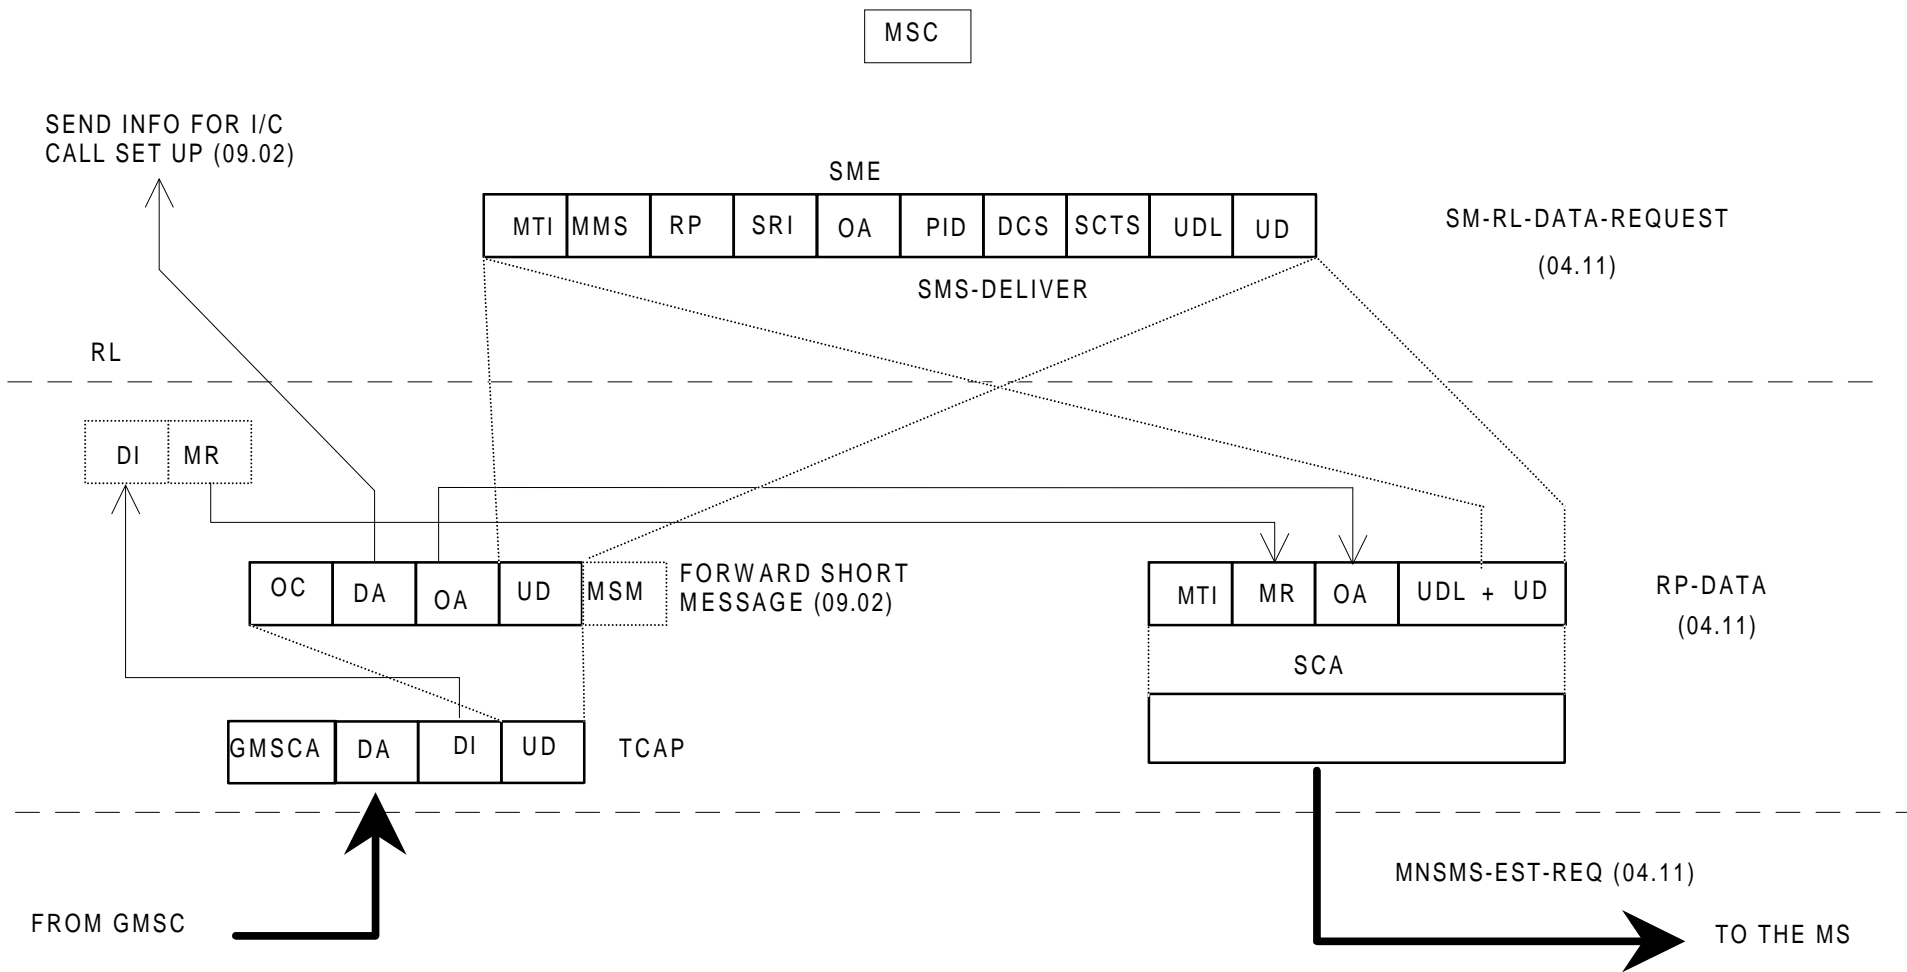 MSC
SEND INFO FOR I/C
CALL SET UP (09.02)
SME
MTI MMS RP SRI OA PID DCS SCTS UDL UD
SM-RL-DATA-REQUEST
(04.11)
SMS-DELIVER
RL
DI MR
OC DA OA UD MSM
FORWARD SHORT
MESSAGE (09.02)
MTI MR OA UDL + UD
RP-DATA
(04.11)
SCA
GMSCA DA DI UD TCAP
MNSMS-EST-REQ (04.11)
FROM GMSC
TO THE MS